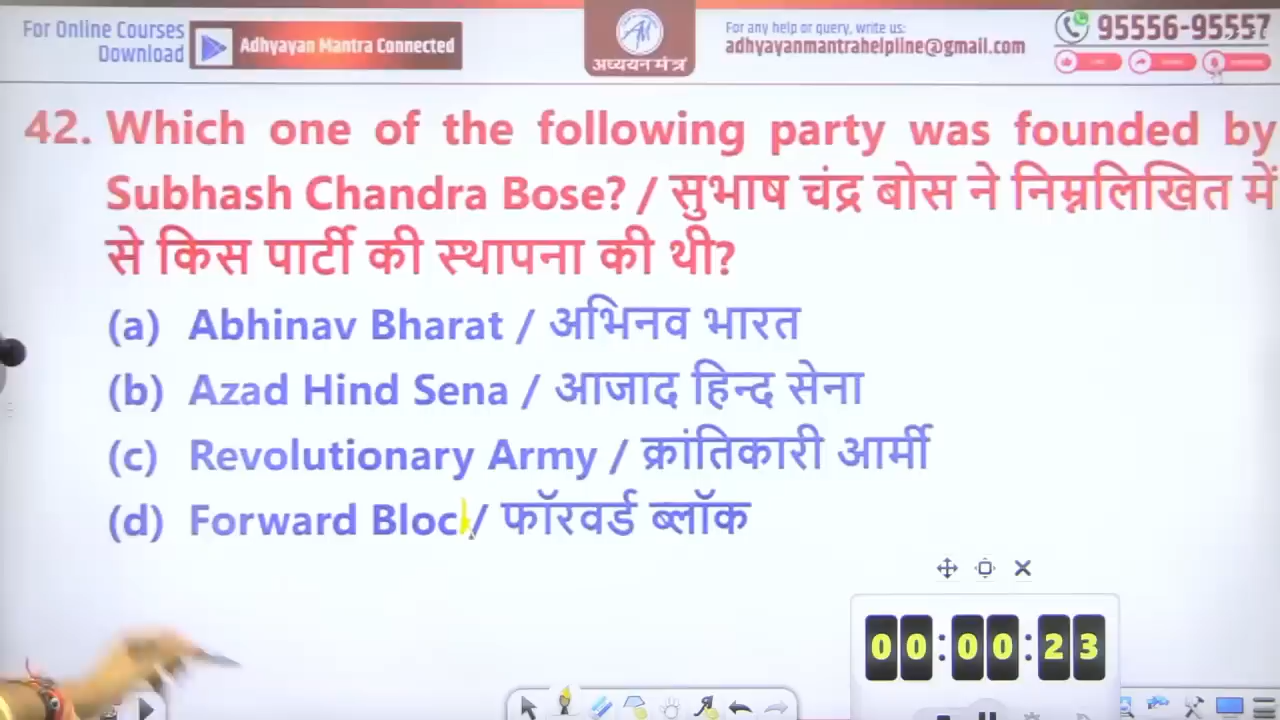 For Online Courses
Download
Adhyayan Mantra Connected
अध्ययन मंत्र
For any help or query, write us:
adhyayanmantrahelpline@gmail.com
95556-95557
42. Which one of the following party was founded by
Subhash Chandra Bose? / सुभाष चंद्र बोस ने निम्नलिखित में
से किस पार्टी की स्थापना की थी?
(a) Abhinav Bharat / अभिनव भारत
(b) Azad Hind Sena / आजाद हिन्द सेना
(c) Revolutionary Army / क्रांतिकारी आर्मी
(d) Forward Bloc / फॉरवर्ड ब्लॉक
00:00:23